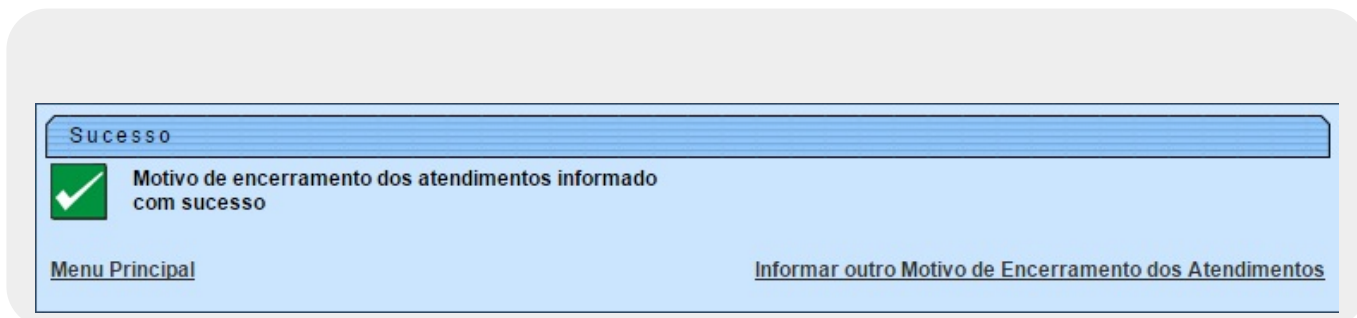 Sucesso
Motivo de encerramento dos atendimentos informado
com sucesso
Menu Principal
Informar outro Motivo de Encerramento dos Atendimentos